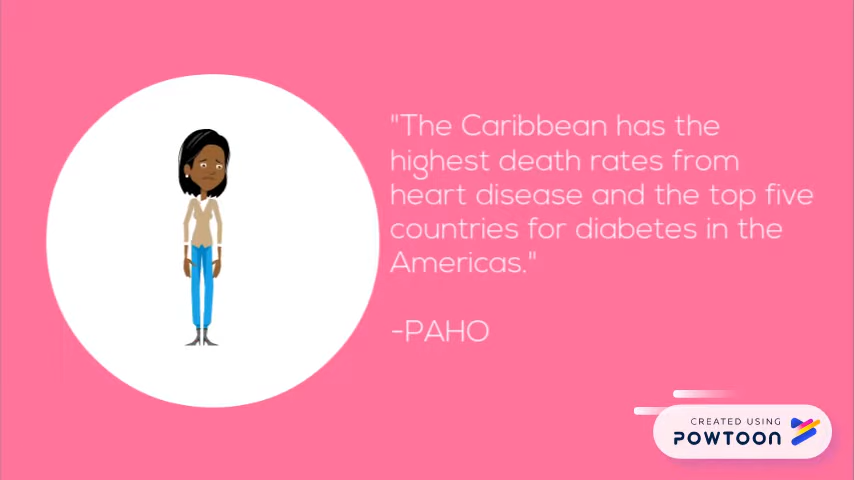 "The Caribbean has the
highest death rates from
heart disease and the top five
countries for diabetes in the
Americas."
-PAHO
CREATED USING
POWTOON